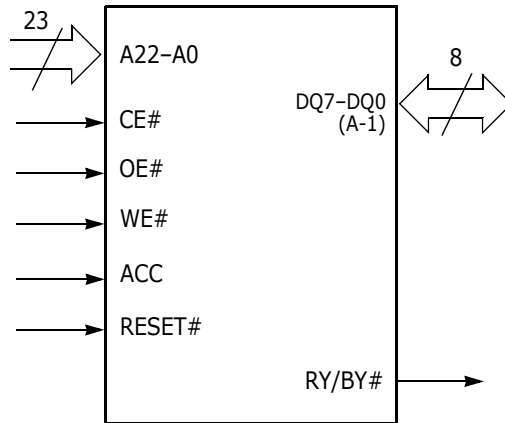 23
A22–A0
8
DQ7–DQ0
(A-1)
CE#
OE#
WE#
ACC
RESET#
RY/BY#